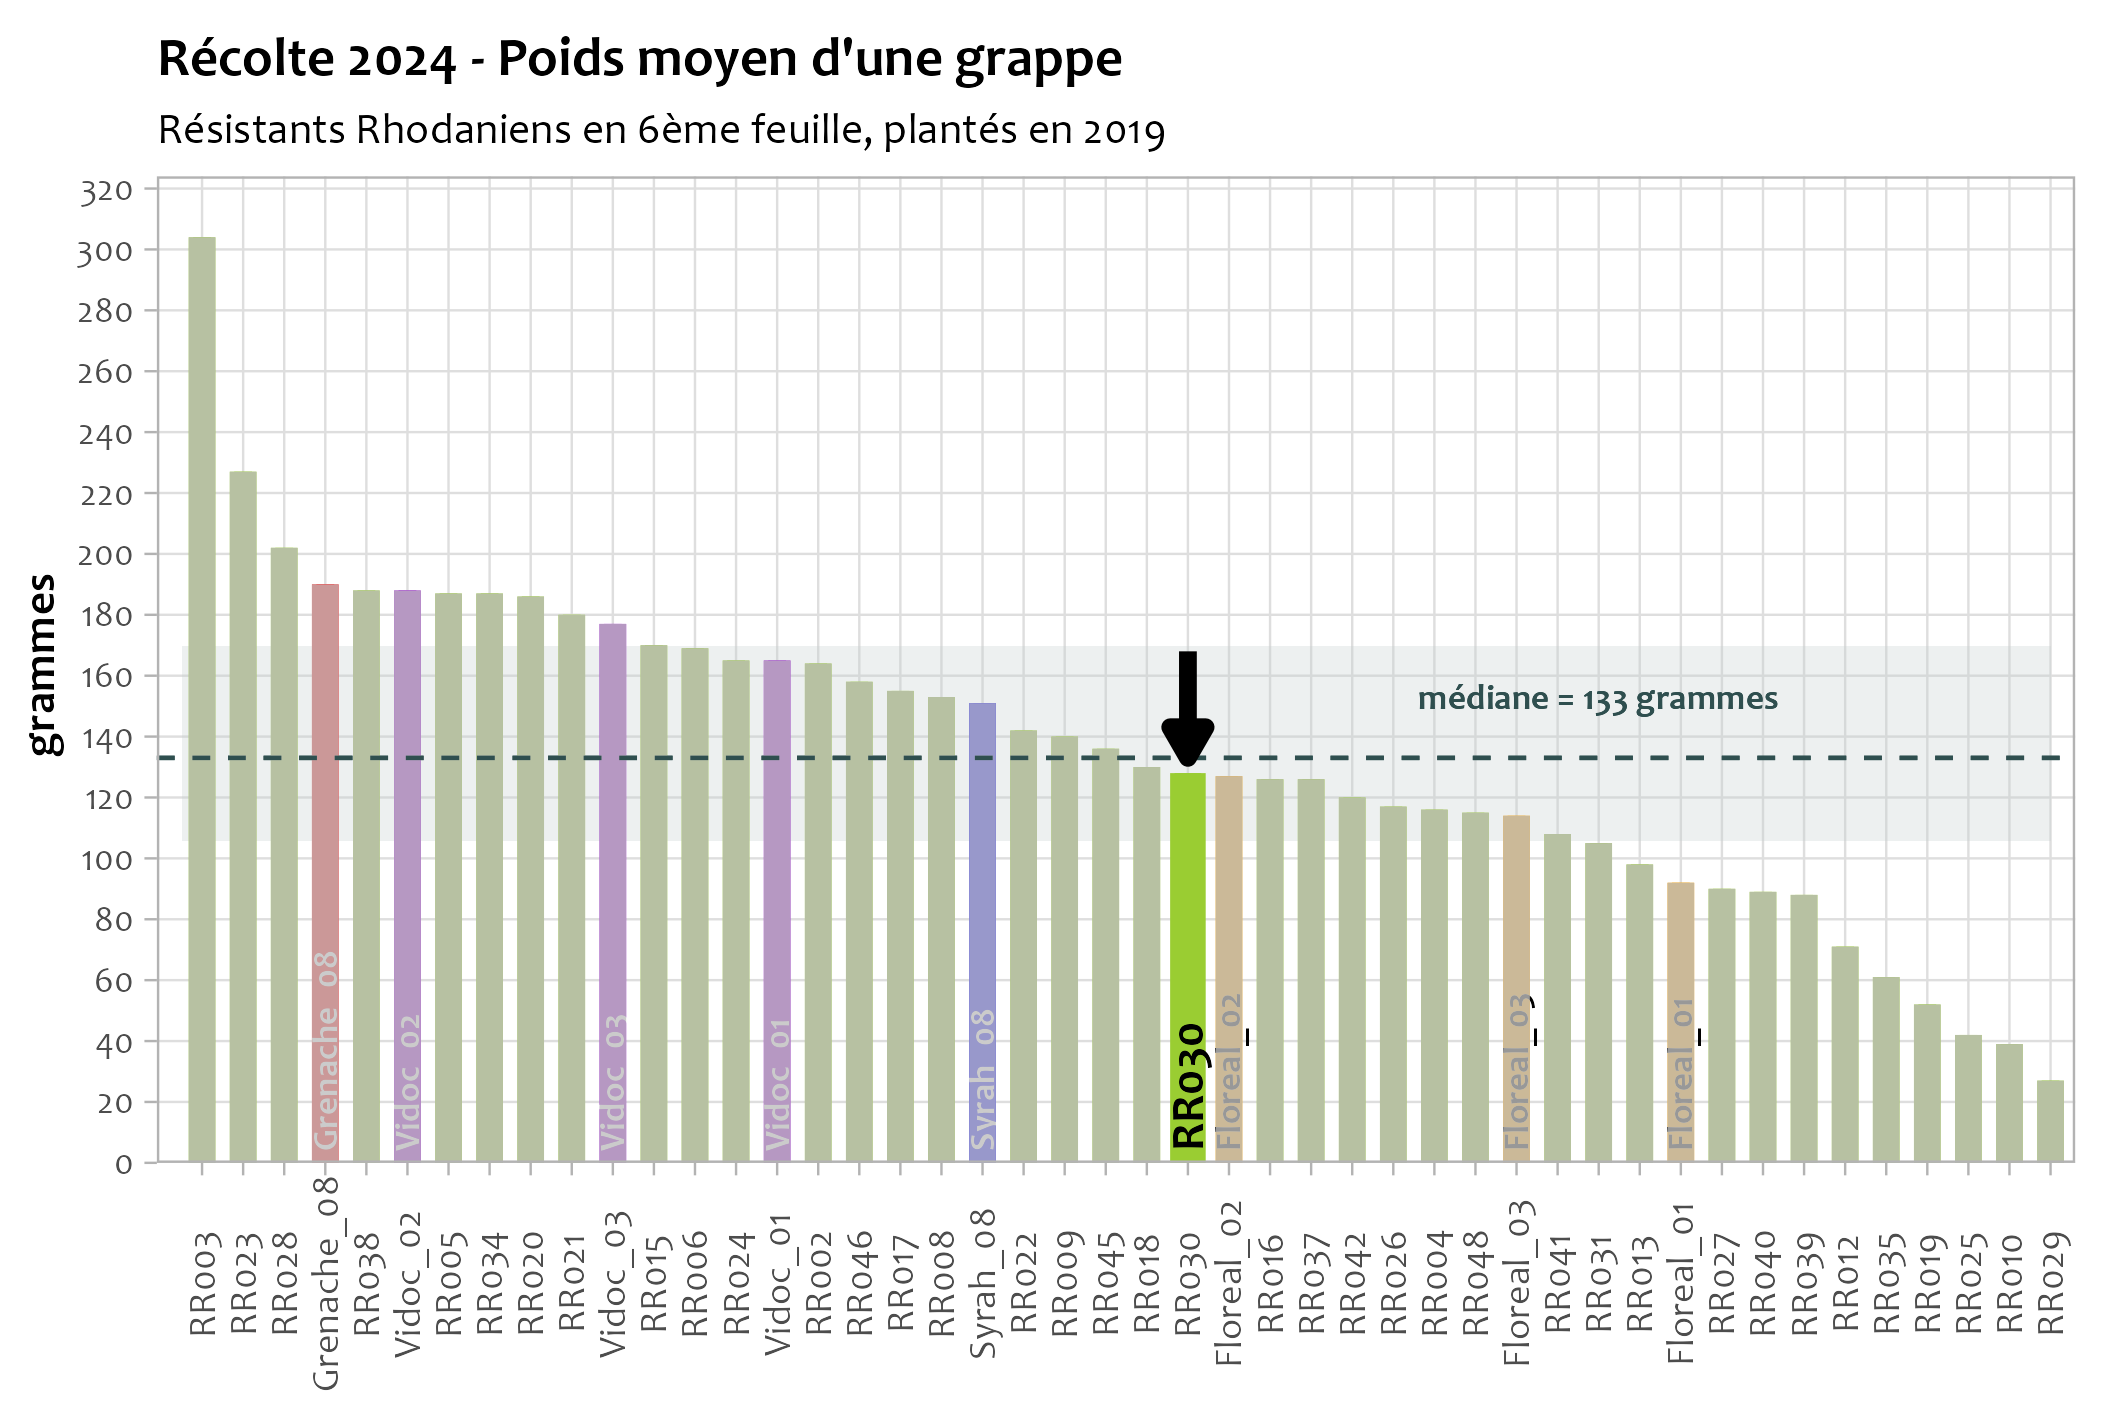 Récolte 2024 - Poids moyen d'une grappe
Résistants Rhodaniens en 6ème feuille, plantés en 2019
grammes
320
300
280
260
240
220
200
180
160
140
120
100
80
60
40
20
0
médiane = 133 grammes
Grenache_08
Vidoc_02
Vidoc_03
Vidoc_01
Syrah_08
RR030
Floreal_02
Floreal_03
Floreal_01
RR003
RR023
RR028
Grenache_08
RR038
Vidoc_02
RR005
RR034
RR020
RR021
Vidoc_03
RR015
RR006
RR024
Vidoc_01
RR002
RR046
RR017
RR008
Syrah_08
RR022
RR009
RR045
RR018
RR030
Floreal_02
RR016
RR037
RR042
RR026
RR004
RR048
Floreal_03
RR041
RR031
RR013
Floreal_01
RR027
RR040
RR039
RR012
RR035
RR019
RR025
RR010
RR029